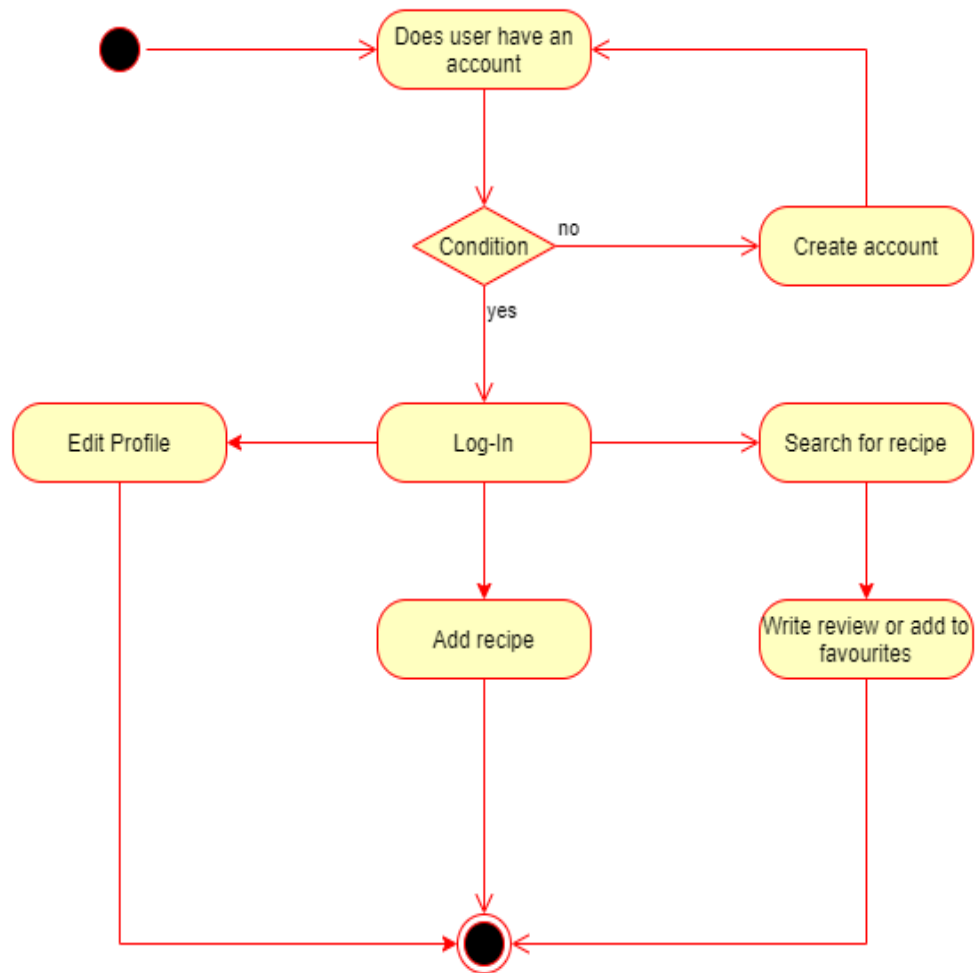 Does user have an
account
Condition
no
Create account
yes
Edit Profile
Log-In
Search for recipe
Add recipe
Write review or add to
favourites